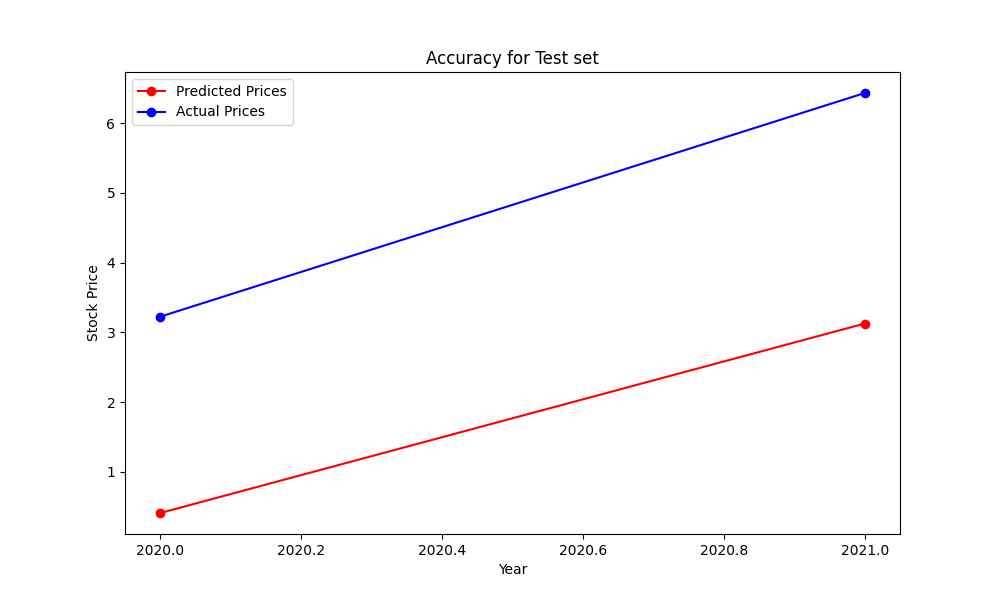 Accuracy for Test set
Predicted Prices
Actual Prices
Stock Price
6
5
4
3
2
1
2020.0 2020.2 2020.4 2020.6 2020.8 2021.0
Year